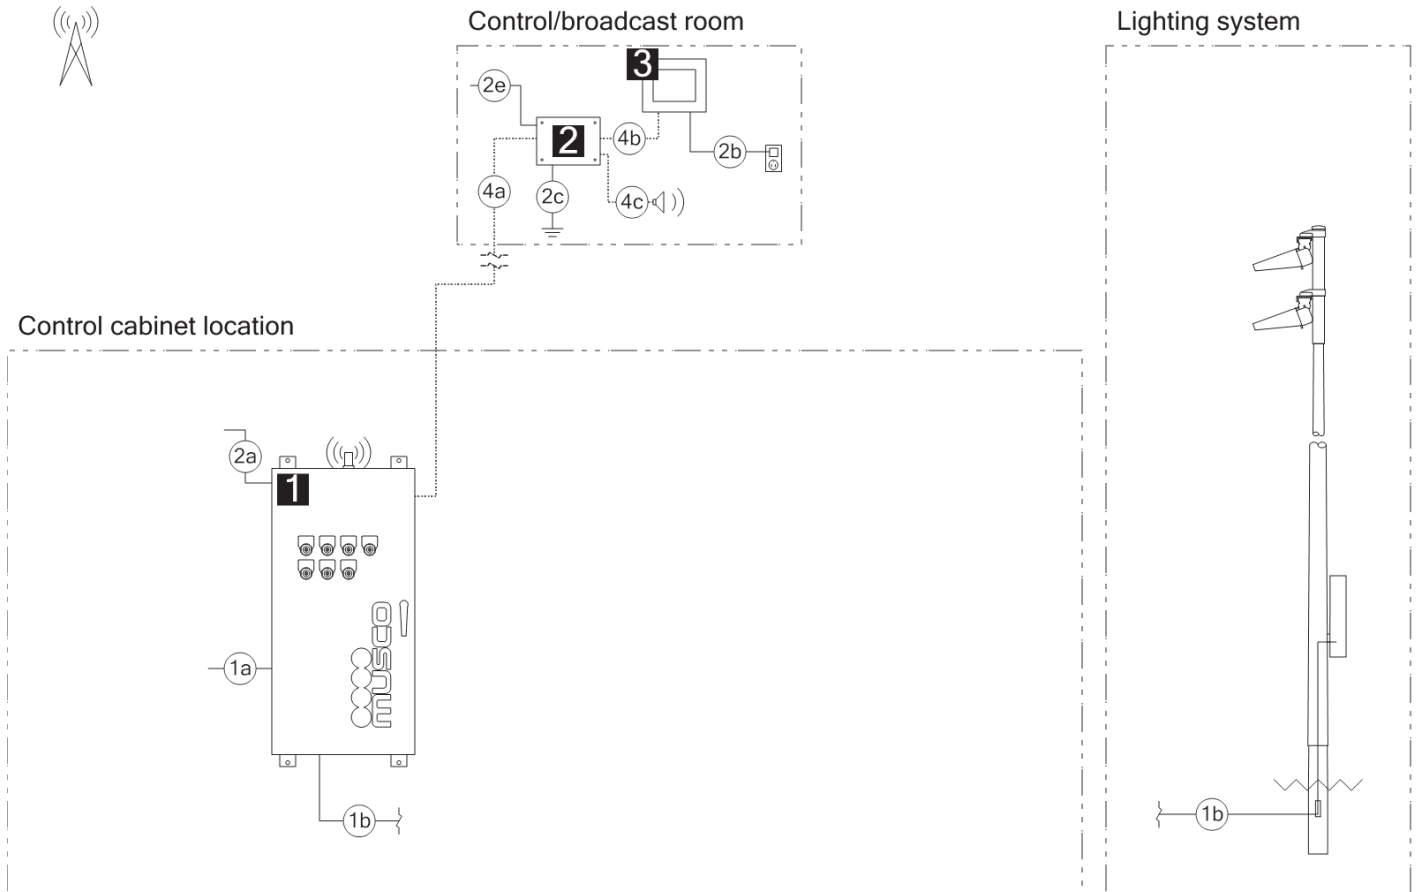 Control/broadcast room
Lighting system
3
2e
2
4b
2b
4a
2c
4c
Control cabinet location
2a
1
musco
1a
1b
1b